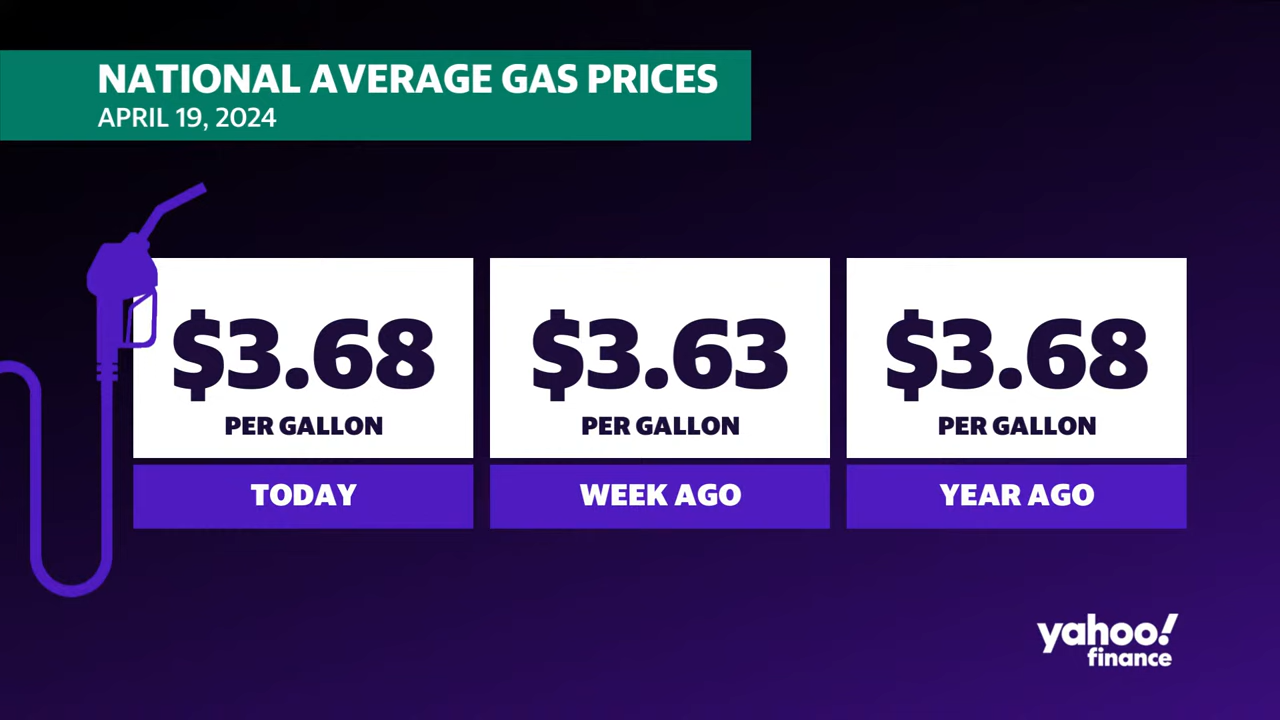 NATIONAL AVERAGE GAS PRICES
APRIL 19, 2024
$3.68
PER GALLON
TODAY
$3.63
PER GALLON
WEEK AGO
$3.68
PER GALLON
YEAR AGO
yahoo!
finance